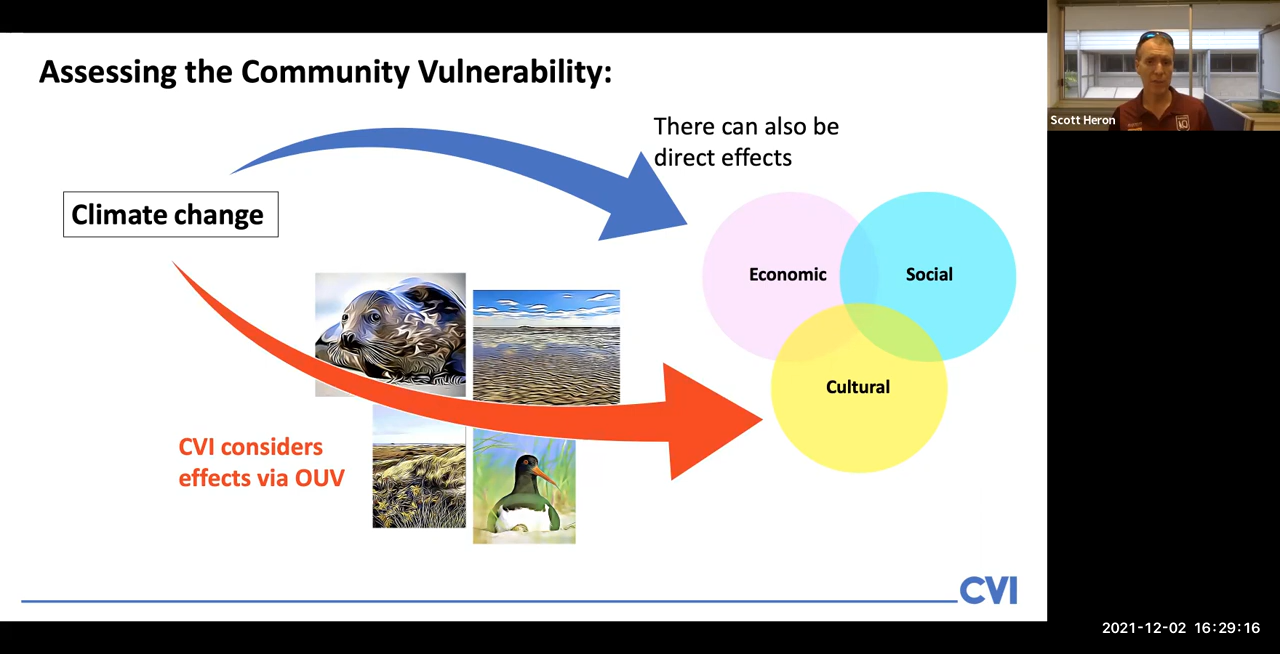 Assessing the Community Vulnerability:
There can also be
direct effects
Climate change
Economic
Social
Cultural
CVI considers
effects via OUV
CVI
Scott Heron
2021-12-02 16:29:16